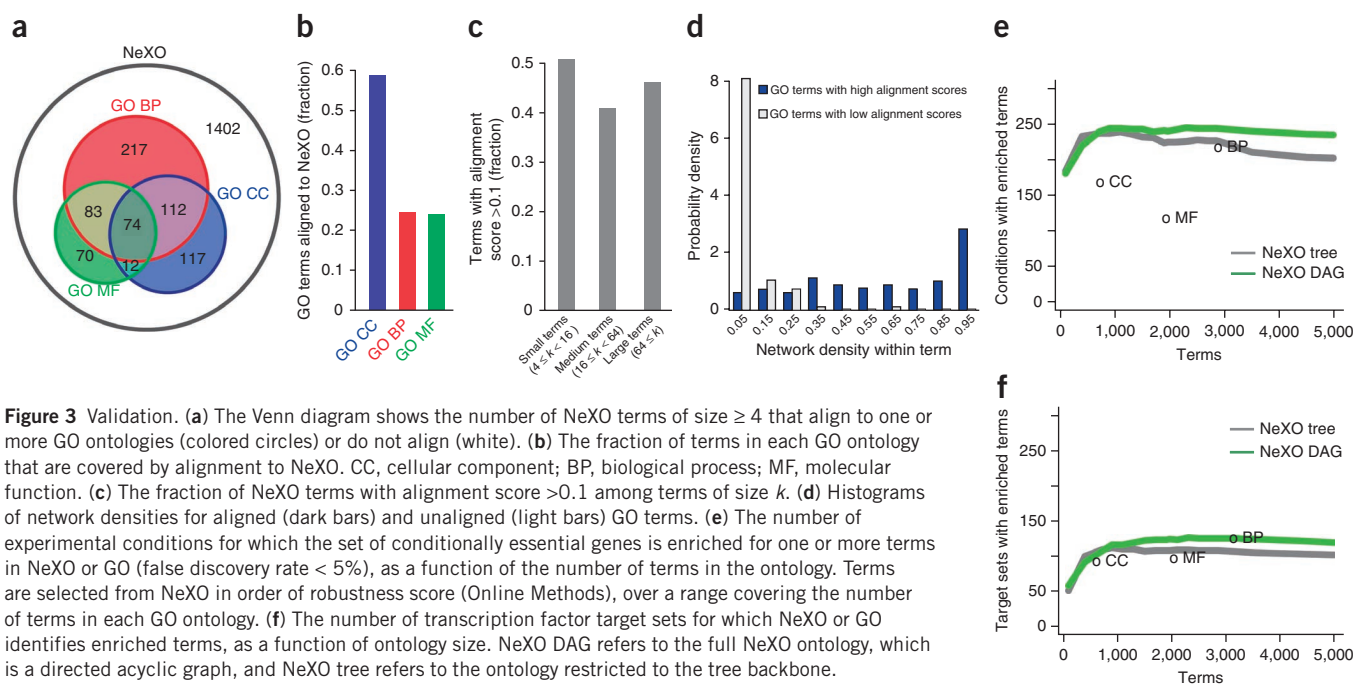 a
NeXO
GO BP
1402
217
GO CC
83
112
74
70
12
117
GO MF
b
GO terms aligned to NeXO (fraction)
0.6
0.5
0.4
0.3
0.2
0.1
0
GO CC
GO BP
GO MF
c
Terms with alignment
score >0.1 (fraction)
0.5
0.4
0.3
0.2
0.1
0
Small terms
(4 ≤ k < 16 )
Medium terms
(16 ≤ k < 64)
Large terms
(64 ≤ k)
d
Probability density
8
6
4
2
0
GO terms with high alignment scores
GO terms with low alignment scores
0.05
0.15
0.25
0.35
0.45
0.55
0.65
0.75
0.85
0.95
Network density within term
e
Conditions with enriched terms
250
150
50
0
BP
CC
MF
NeXO tree
NeXO DAG
0
1,000
2,000
3,000
4,000
5,000
Terms
f
Target sets with enriched terms
250
150
50
0
NeXO tree
NeXO DAG
BP
CC
MF
0
1,000
2,000
3,000
4,000
5,000
Terms
Figure 3 Validation. (a) The Venn diagram shows the number of NeXO terms of size ≥ 4 that align to one or
more GO ontologies (colored circles) or do not align (white). (b) The fraction of terms in each GO ontology
that are covered by alignment to NeXO. CC, cellular component; BP, biological process; MF, molecular
function. (c) The fraction of NeXO terms with alignment score >0.1 among terms of size k. (d) Histograms
of network densities for aligned (dark bars) and unaligned (light bars) GO terms. (e) The number of
experimental conditions for which the set of conditionally essential genes is enriched for one or more terms
in NeXO or GO (false discovery rate < 5%), as a function of the number of terms in the ontology. Terms
are selected from NeXO in order of robustness score (Online Methods), over a range covering the number
of terms in each GO ontology. (f) The number of transcription factor target sets for which NeXO or GO
identifies enriched terms, as a function of ontology size. NeXO DAG refers to the full NeXO ontology, which
is a directed acyclic graph, and NeXO tree refers to the ontology restricted to the tree backbone.